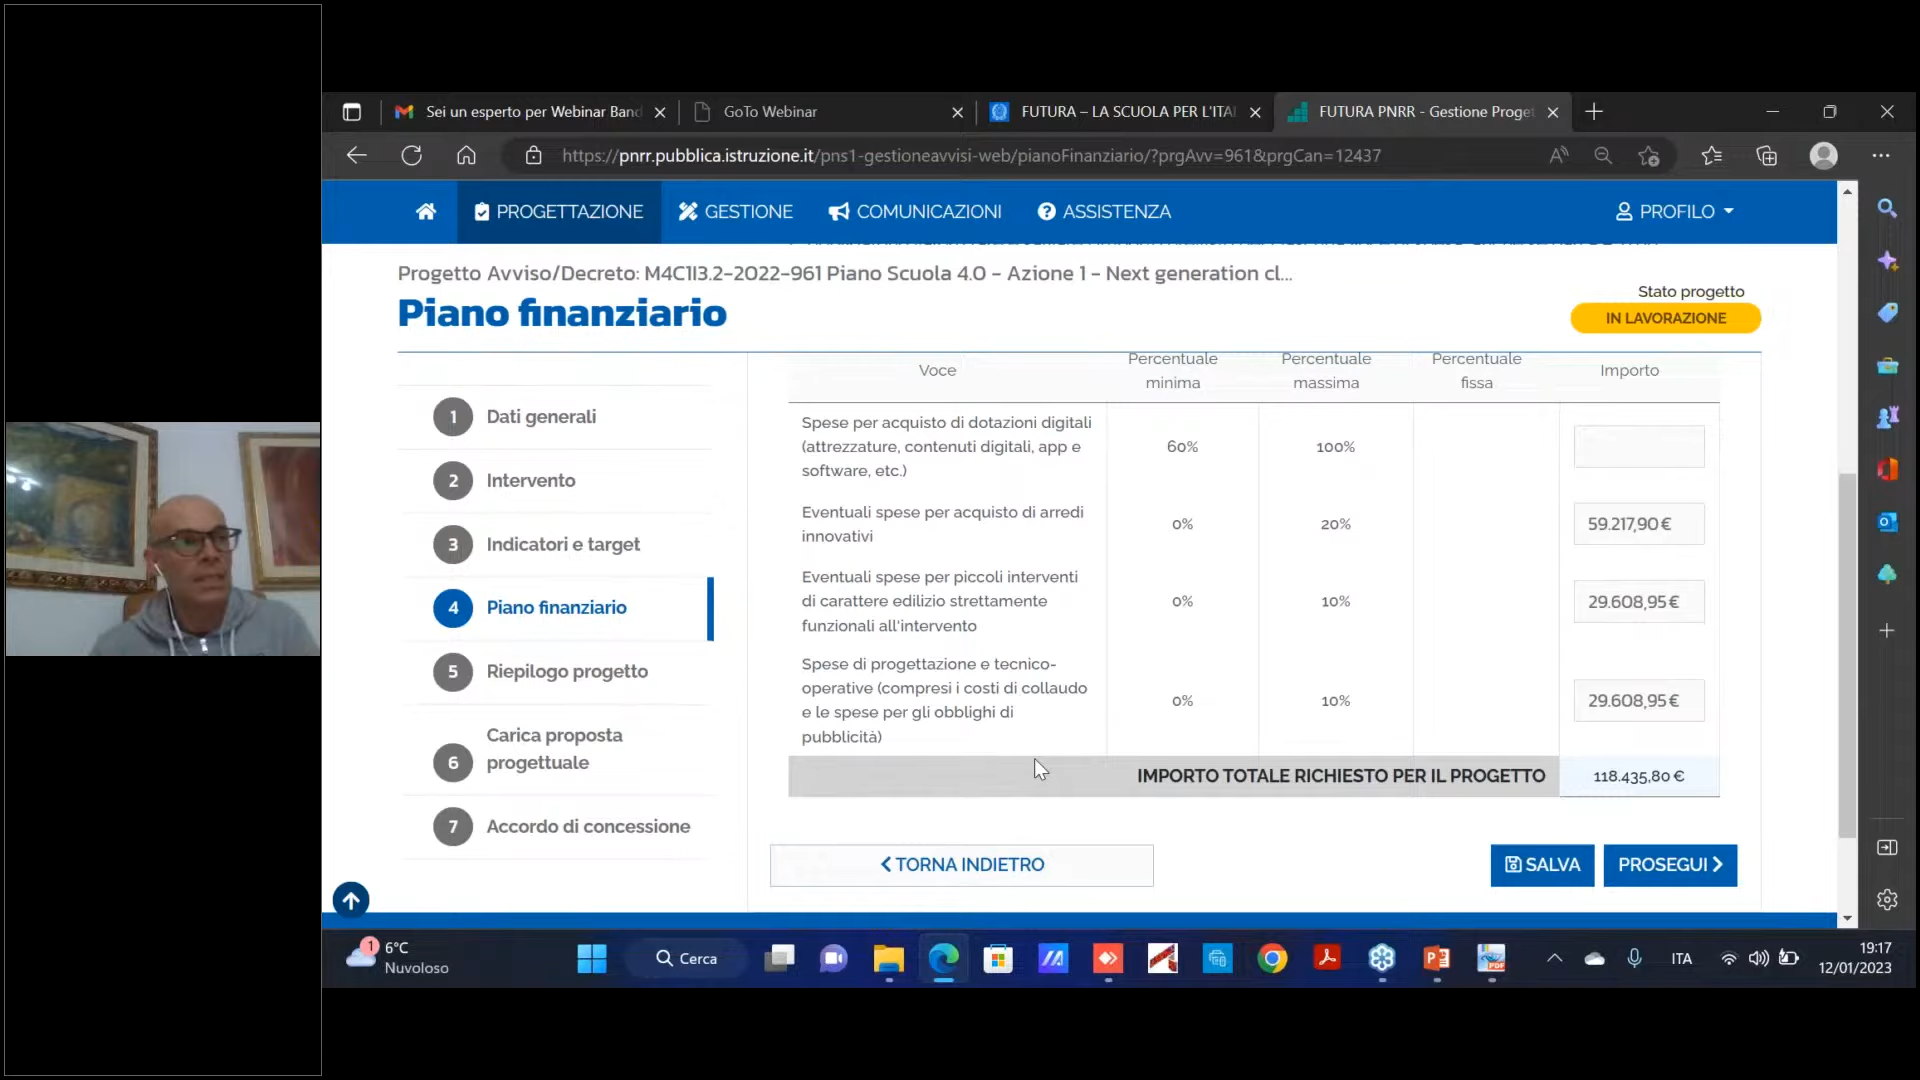 Sei un esperto per Webinar Band
GoTo Webinar
FUTURA – LA SCUOLA PER L'ITAL
FUTURA PNRR - Gestione Proget
https://pnrr.pubblica.istruzione.it/pns1-gestioneavvisi-web/pianoFinanziario/?prgAvv=961&prgCan=12437
PROGETTAZIONE
GESTIONE
COMUNICAZIONI
ASSISTENZA
PROFILO
Progetto Avviso/Decreto: M4C1I3.2-2022-961 Piano Scuola 4.0 - Azione 1 - Next generation cl...
Piano finanziario
Stato progetto
IN LAVORAZIONE
1 Dati generali
2 Intervento
3 Indicatori e target
4 Piano finanziario
5 Riepilogo progetto
6 Carica proposta
progettuale
7 Accordo di concessione
Voce
Percentuale
minima
Percentuale
massima
Percentuale
fissa
Importo
Spese per acquisto di dotazioni digitali
(attrezzature, contenuti digitali, app e
software, etc.)
60%
100%
Eventuali spese per acquisto di arredi
innovativi
0%
20%
59.217,90 €
Eventuali spese per piccoli interventi
di carattere edilizio strettamente
funzionali all'intervento
0%
10%
29.608,95 €
Spese di progettazione e tecnico-
operative (compresi i costi di collaudo
e le spese per gli obblighi di
pubblicità)
0%
10%
29.608,95 €
IMPORTO TOTALE RICHIESTO PER IL PROGETTO
118.435,80 €
TORNA INDIETRO
SALVA
PROSEGUI
1
6°C
Nuvoloso
Cerca
ITA
19:17
12/01/2023